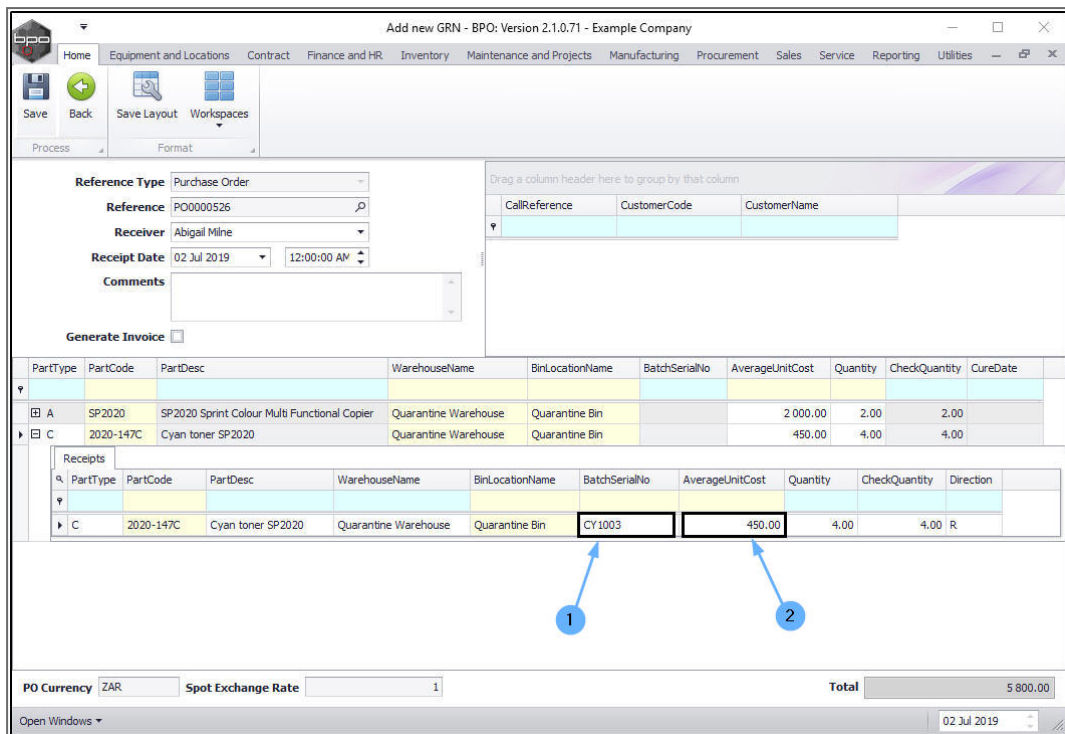 bpo
Add new GRN - BPO: Version 2.1.0.71 - Example Company
Home Equipment and Locations Contract Finance and HR Inventory Maintenance and Projects Manufacturing Procurement Sales Service Reporting Utilities
Save Back Save Layout Workspaces
Process Format
Reference Type Purchase Order
Drag a column header here to group by that column
Reference PO0000526
CallReference CustomerCode CustomerName
Receiver Abigail Milne
Receipt Date 02 Jul 2019 12:00:00 AM
Comments
Generate Invoice
PartType PartCode PartDesc WarehouseName BinLocationName BatchSerialNo AverageUnitCost Quantity CheckQuantity CureDate
A SP2020 SP2020 Sprint Colour Multi Functional Copier Quarantine Warehouse Quarantine Bin 2 000.00 2.00 2.00
C 2020-147C Cyan toner SP2020 Quarantine Warehouse Quarantine Bin 450.00 4.00 4.00
Receipts
PartType PartCode PartDesc WarehouseName BinLocationName BatchSerialNo AverageUnitCost Quantity CheckQuantity Direction
C 2020-147C Cyan toner SP2020 Quarantine Warehouse Quarantine Bin CY1003 450.00 4.00 4.00 R
1 2
PO Currency ZAR Spot Exchange Rate 1 Total 5 800.00
Open Windows 02 Jul 2019